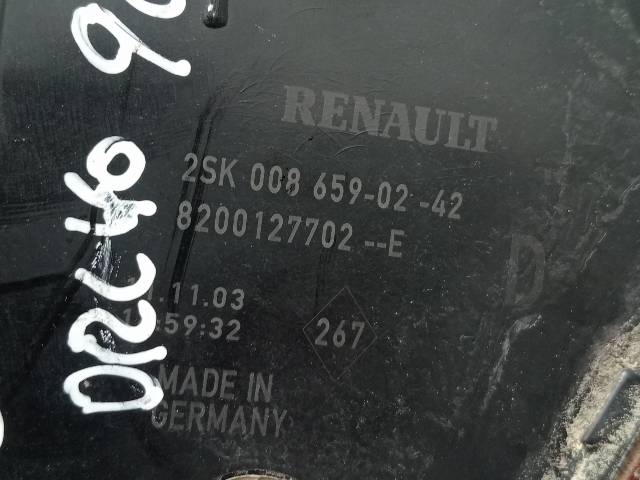 RENAULT
2SK 008 659-02-42
8200127702--E
.11.03
:59:32
267
D
MADE IN
GERMANY